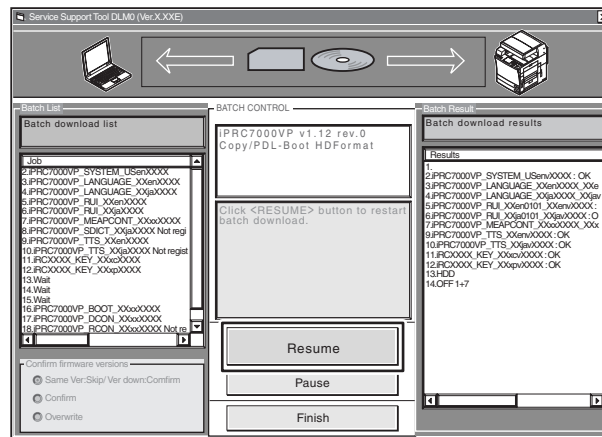 Service Support Tool DLM0 (Ver.X.XXE)
Batch List
Batch download list
Job
2.iPRC7000VP_SYSTEM_USenXXXX
3.iPRC7000VP_LANGUAGE_XXenXXXX
4.iPRC7000VP_LANGUAGE_XXjaXXXX
5.iPRC7000VP_RUI_XXenXXXX
6.iPRC7000VP_RUI_XXjaXXXX
7.iPRC7000VP_MEAPCONT_XXxxXXXX
8.iPRC7000VP_SDICT_XXjaXXXX Not regi
9.iPRC7000VP_TTS_XXenXXXX
10.iPRC7000VP_TTS_XXjaXXXX Not regist
11.iRCXXXX_KEY_XXxcXXXX
12.iRCXXXX_KEY_XXxpXXXX
13.Wait
14.Wait
15.Wait
16.iPRC7000VP_BOOT_XXxxXXXX
17.iPRC7000VP_DCON_XXxxXXXX
18.iPRC7000VP_RCON_XXxxXXXX Not re
Confirm firmware versions
Same Ver:Skip/Ver down:Comfirm
Confirm
Overwrite
BATCH CONTROL
iPRC7000VP v1.12 rev.0
Copy/PDL-Boot HDFormat
Click <RESUME> button to restart
batch download.
Resume
Pause
Finish
Batch Result
Batch download results
Results
1.
2.iPRC7000VP_SYSTEM_USenvXXXX : OK
3.iPRC7000VP_LANGUAGE_XXenXXXX_XXe
4.iPRC7000VP_LANGUAGE_XXjaXXXX_XXjav
5.iPRC7000VP_RUI_XXen0101_XXenvXXXX :
6.iPRC7000VP_RUI_XXja0101_XXjavXXXX : O
7.iPRC7000VP_MEAPCONT_XXxxXXXX_XXx
9.iPRC7000VP_TTS_XXenvXXXX : OK
10.iPRC7000VP_TTS_XXjavXXXX : OK
11.iRCXXXX_KEY_XXxcvXXXX : OK
12.iRCXXXX_KEY_XXxpvXXXX : OK
13.HDD
14.OFF 1+7